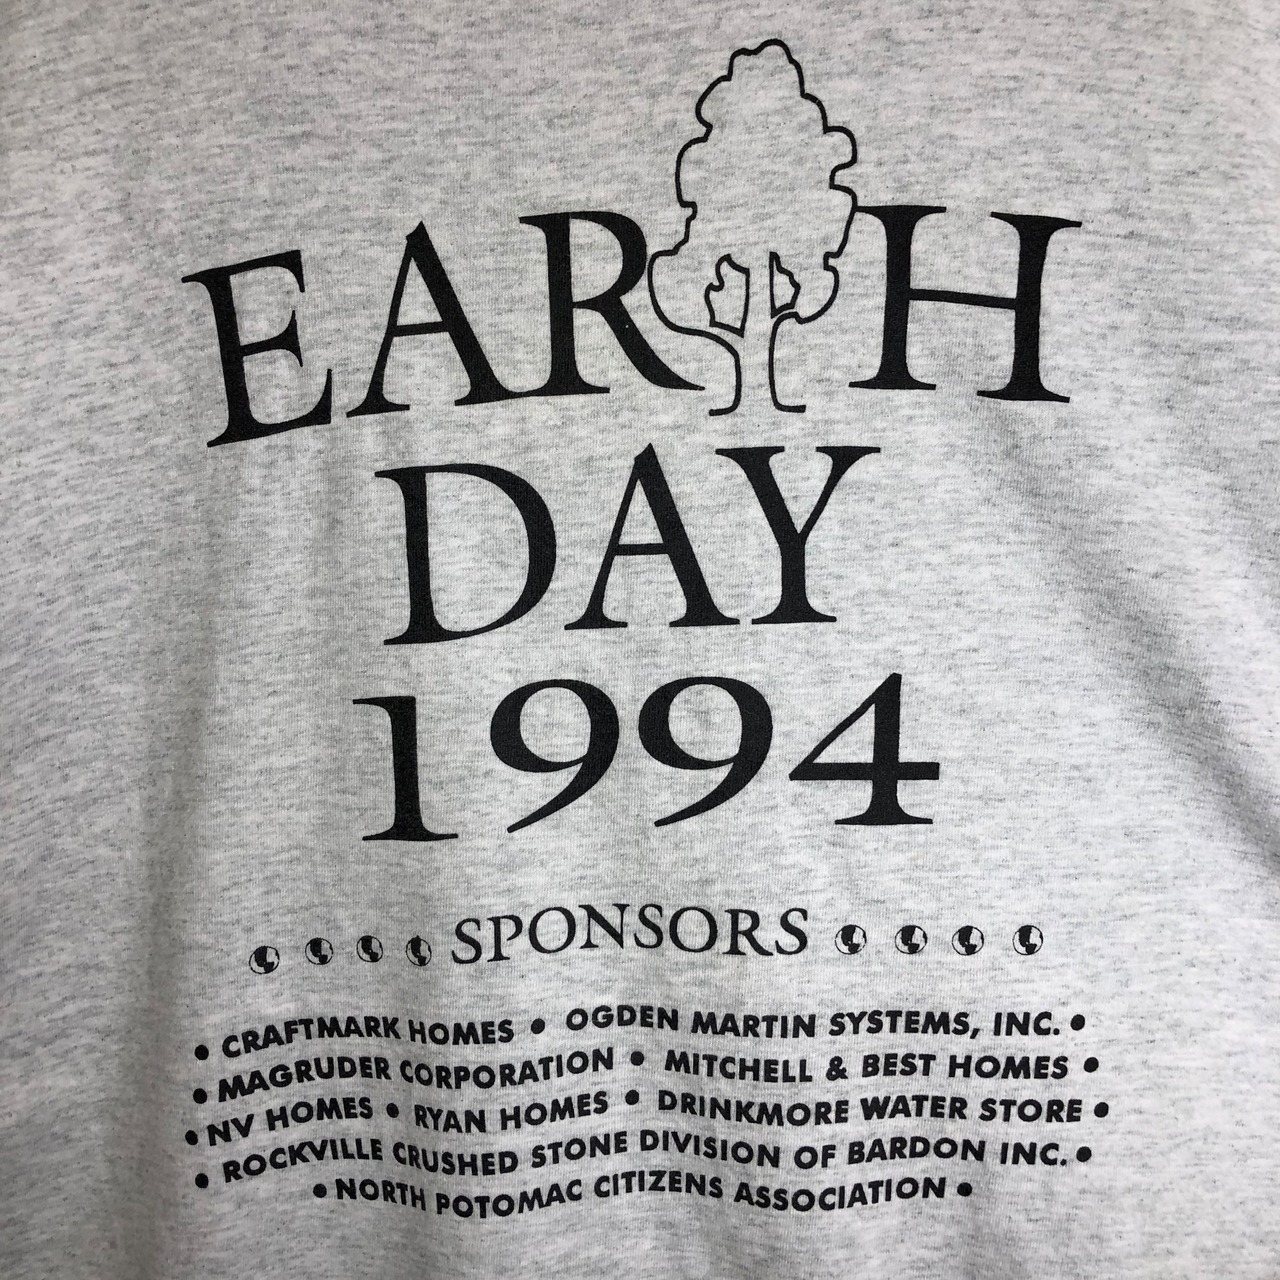 EARTH
DAY
1994
SPONSORS
• CRAFTMARK HOMES • OGDEN MARTIN SYSTEMS, INC. •
• MAGRUDER CORPORATION • MITCHELL & BEST HOMES •
• NV HOMES • RYAN HOMES • DRINKMORE WATER STORE •
• ROCKVILLE CRUSHED STONE DIVISION OF BARDON INC. •
• NORTH POTOMAC CITIZENS ASSOCIATION •